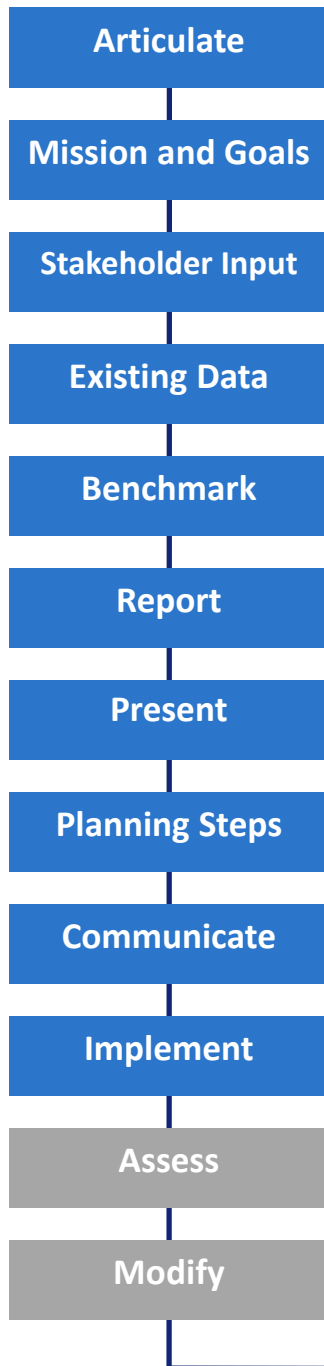 Articulate
Mission and Goals
Stakeholder Input
Existing Data
Benchmark
Report
Present
Planning Steps
Communicate
Implement
Assess
Modify